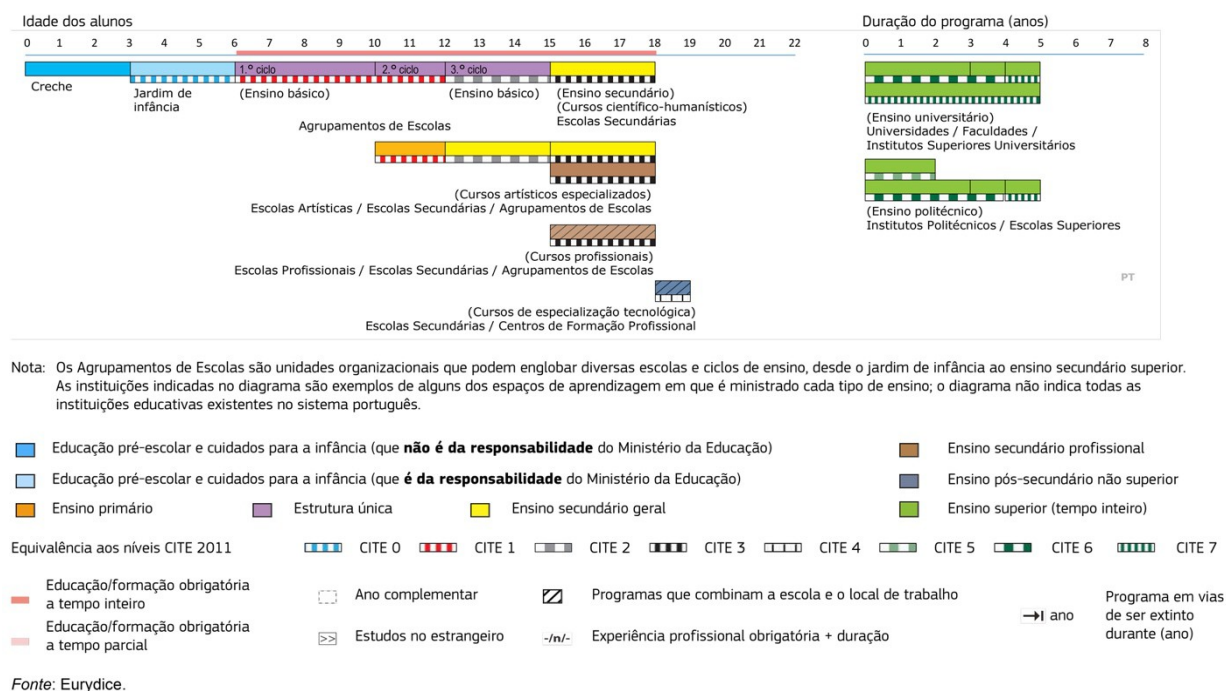 Idade dos alunos
0 1 2 3 4 5 6 7 8 9 10 11 12 13 14 15 16 17 18 19 20 21 22
1.º ciclo 2.º ciclo 3.º ciclo
Creche
Jardim de
infância
(Ensino básico)
(Ensino básico)
(Ensino secundário)
(Cursos científico-humanísticos)
Escolas Secundárias
Agrupamentos de Escolas
(Cursos artísticos especializados)
Escolas Artísticas / Escolas Secundárias / Agrupamentos de Escolas
(Cursos profissionais)
Escolas Profissionais / Escolas Secundárias / Agrupamentos de Escolas
(Cursos de especialização tecnológica)
Escolas Secundárias / Centros de Formação Profissional
Duração do programa (anos)
0 1 2 3 4 5 6 7 8
(Ensino universitário)
Universidades / Faculdades /
Institutos Superiores Universitários
(Ensino politécnico)
Institutos Politécnicos / Escolas Superiores
PT
Nota: Os Agrupamentos de Escolas são unidades organizacionais que podem englobar diversas escolas e ciclos de ensino, desde o jardim de infância ao ensino secundário superior.
As instituições indicadas no diagrama são exemplos de alguns dos espaços de aprendizagem em que é ministrado cada tipo de ensino; o diagrama não indica todas as
instituições educativas existentes no sistema português.
Educação pré-escolar e cuidados para a infância (que não é da responsabilidade do Ministério da Educação)
Ensino secundário profissional
Educação pré-escolar e cuidados para a infância (que é da responsabilidade do Ministério da Educação)
Ensino pós-secundário não superior
Ensino primário
Estrutura única
Ensino secundário geral
Ensino superior (tempo inteiro)
Equivalência aos níveis CITE 2011
CITE 0 CITE 1 CITE 2 CITE 3 CITE 4 CITE 5 CITE 6 CITE 7
Educação/formação obrigatória
a tempo inteiro
Ano complementar
Programas que combinam a escola e o local de trabalho
ano
Programa em vias
de ser extinto
durante (ano)
Educação/formação obrigatória
a tempo parcial
>> Estudos no estrangeiro
-/n/- Experiência profissional obrigatória + duração
Fonte: Eurydice.